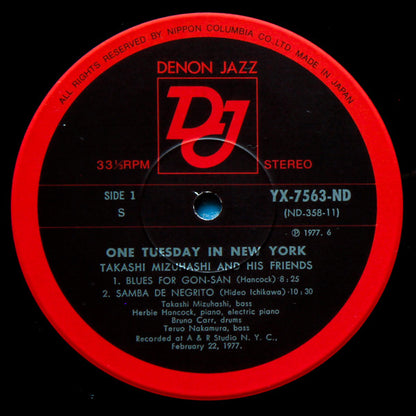 ALL RIGHTS RESERVED BY NIPPON COLUMBIA CO., LTD. MADE IN JAPAN
DENON JAZZ
DJ
33⅓RPM STEREO
SIDE 1 YX-7563-ND
S (ND-358-11)
Ⓟ 1977. 6
ONE TUESDAY IN NEW YORK
TAKASHI MIZUHASHI AND HIS FRIENDS
1. BLUES FOR GON-SAN (Hancock) 8:25
2. SAMBA DE NEGRITO (Hideo Ichikawa) 10:30
Takashi Mizuhashi, bass
Herbie Hancock, piano, electric piano
Bruno Carr, drums
Teruo Nakamura, bass
Recorded at A & R Studio N. Y. C.,
February 22, 1977.